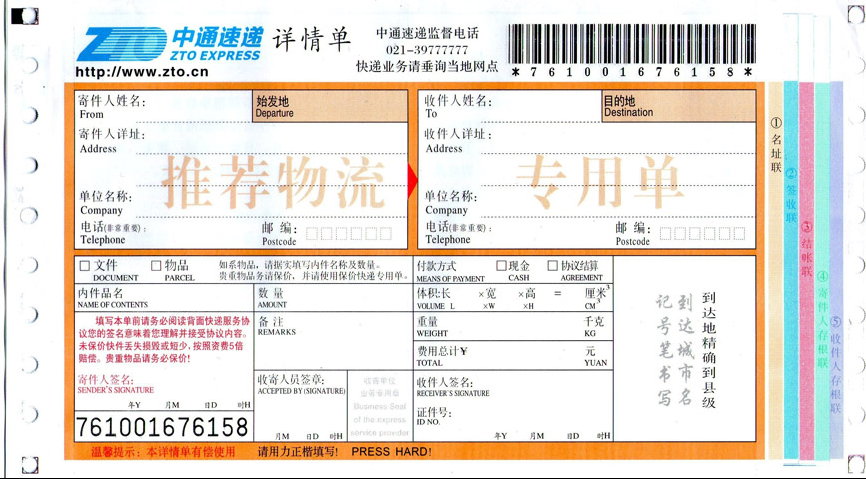 ZTO 中通速递
ZTO EXPRESS
http://www.zto.cn
详情单
中通速递监督电话
021-39777777
快递业务请垂询当地网点
*761001676158*
寄件人姓名:
From
始发地
Departure
寄件人详址:
Address
单位名称:
Company
电话(非常重要):
Telephone
邮 编:
Postcode
收件人姓名:
To
目的地
Destination
收件人详址:
Address
单位名称:
Company
电话(非常重要):
Telephone
邮 编:
Postcode
推荐物流 专用单
文件
DOCUMENT
物品
PARCEL
如系物品,请据实填写内件名称及数量。
贵重物品务请保价,并请使用保价快递专用单。
付款方式
MEANS OF PAYMENT
现金
CASH
协议结算
AGREEMENT
内件品名
NAME OF CONTENTS
数 量
AMOUNT
体积:长 ×宽 ×高 = 厘米³
VOLUME L ×W ×H CM³
填写本单前请务必阅读背面快递服务协
议您的签名意味着您理解并接受协议内容。
未保价快件丢失损毁或短少,按照资费5倍
赔偿。贵重物品请务必保价!
备 注
REMARKS
重量 千克
WEIGHT KG
费用总计¥ 元
TOTAL YUAN
寄件人签名:
SENDER'S SIGNATURE
年Y 月M 日D 时H
收寄人员签章:
ACCEPTED BY (SIGNATURE)
月M 日D 时H
收寄单位
业务专用章
Business Seal
of the express
service provider
收件人签名:
RECEIVER'S SIGNATURE
证件号:
ID NO.
年Y 月M 日D 时H
到达地精确到县级
到达城市名
记号笔书写
761001676158
温馨提示:本详情单有偿使用
请用力正楷填写! PRESS HARD!
①名址联
②签收联
③结帐联
④寄件人存根联
⑤收件人存根联